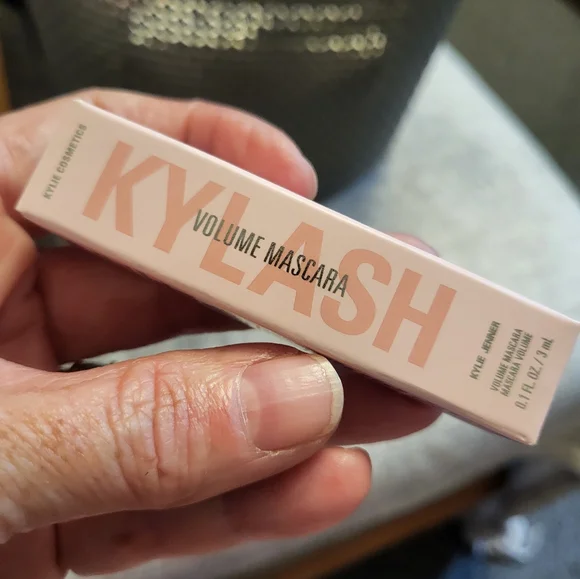 KYLIE COSMETICS
KYLASH
VOLUME MASCARA
KYLIE JENNER
VOLUME MASCARA
MASCARA VOLUME
0.1 FL. OZ. / 3 mL